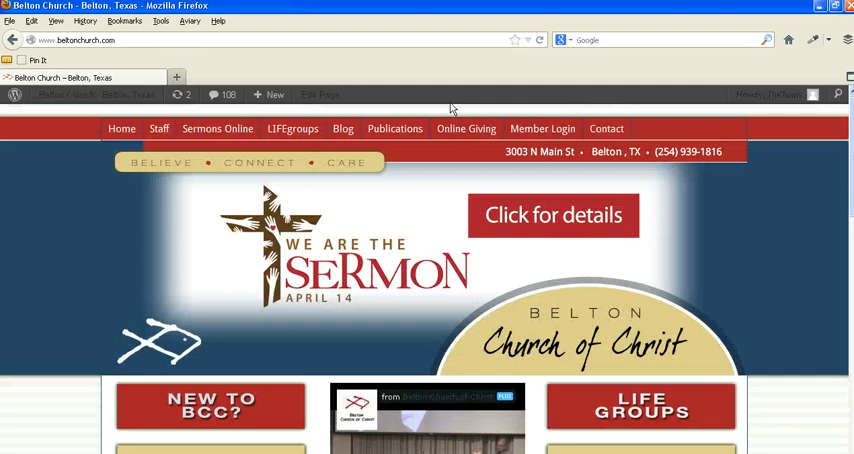 Belton Church - Belton, Texas - Mozilla Firefox
File Edit View History Bookmarks Tools Aviary Help
www.beltonchurch.com
Google
Pin It
Belton Church – Belton, Texas
2 108 + New Edit Page
Home Staff Sermons Online LIFEgroups Blog Publications Online Giving Member Login Contact
3003 N Main St • Belton , TX • (254) 939-1816
BELIEVE • CONNECT • CARE
Click for details
WE ARE THE
SERMON
APRIL 14
BELTON
Church of Christ
NEW TO
BCC?
from Belton Church of Christ PLUS
BELTON
CHURCH OF CHRIST
LIFE
GROUPS